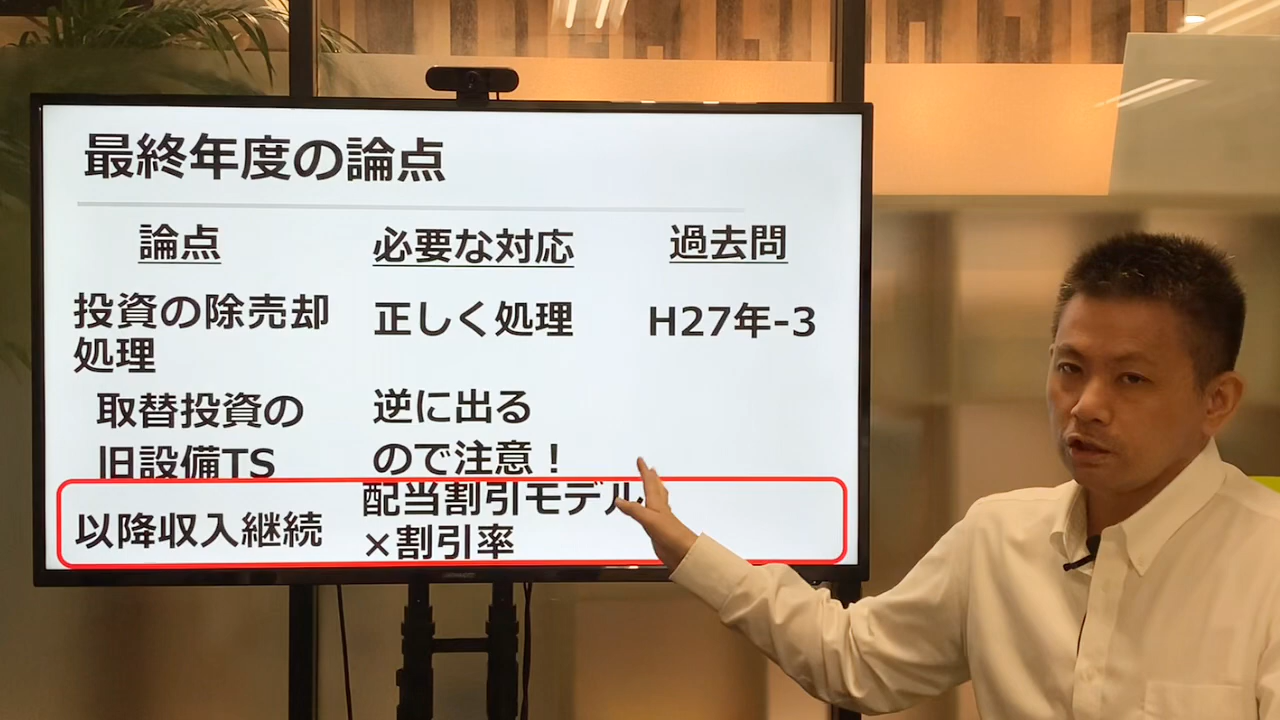 最終年度の論点
論点 必要な対応 過去問
投資の除売却 正しく処理 H27年-3
処理
取替投資の 逆に出る
旧設備TS ので注意！
以降収入継続 配当割引モデル
×割引率